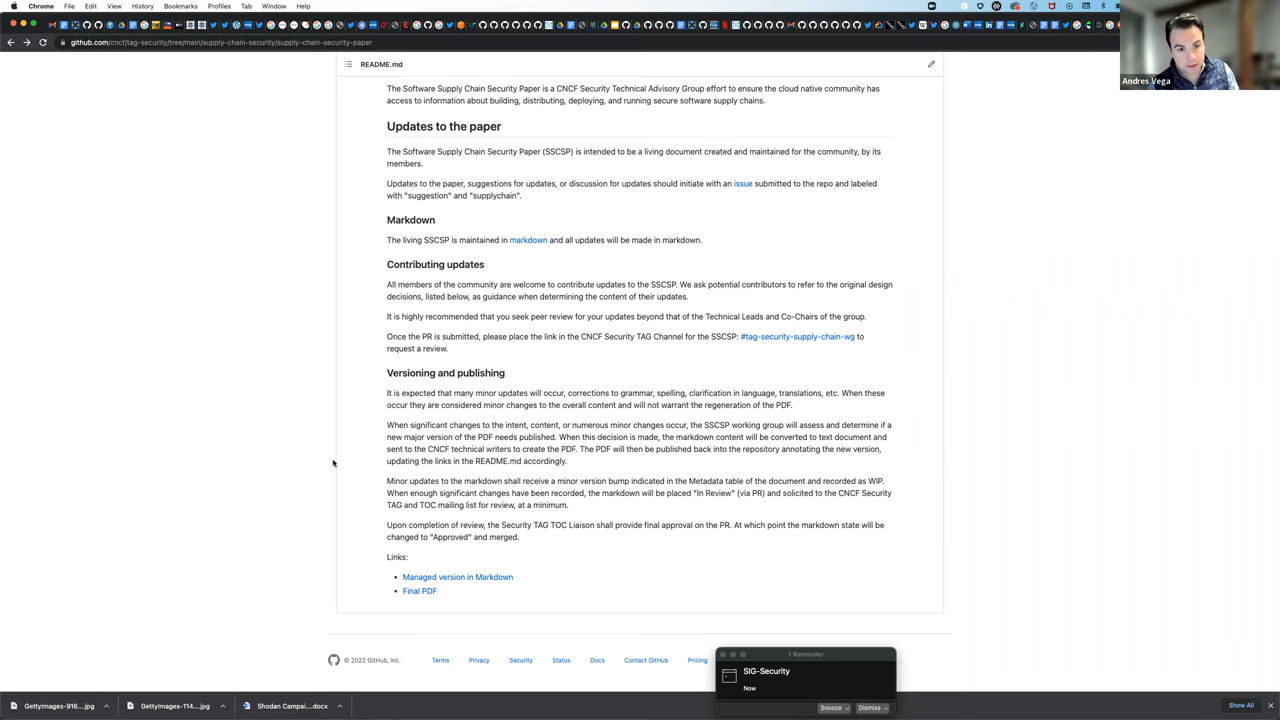 Chrome File Edit View History Bookmarks Profiles Tab Window Help
github.com/cncf/tag-security/tree/main/supply-chain-security/supply-chain-security-paper
Andres Vega
README.md
The Software Supply Chain Security Paper is a CNCF Security Technical Advisory Group effort to ensure the cloud native community has
access to information about building, distributing, deploying, and running secure software supply chains.
Updates to the paper
The Software Supply Chain Security Paper (SSCSP) is intended to be a living document created and maintained for the community, by its
members.
Updates to the paper, suggestions for updates, or discussion for updates should initiate with an issue submitted to the repo and labeled
with "suggestion" and "supplychain".
Markdown
The living SSCSP is maintained in markdown and all updates will be made in markdown.
Contributing updates
All members of the community are welcome to contribute updates to the SSCSP. We ask potential contributors to refer to the original design
decisions, listed below, as guidance when determining the content of their updates.
It is highly recommended that you seek peer review for your updates beyond that of the Technical Leads and Co-Chairs of the group.
Once the PR is submitted, please place the link in the CNCF Security TAG Channel for the SSCSP: #tag-security-supply-chain-wg to
request a review.
Versioning and publishing
It is expected that many minor updates will occur, corrections to grammar, spelling, clarification in language, translations, etc. When these
occur they are considered minor changes to the overall content and will not warrant the regeneration of the PDF.
When significant changes to the intent, content, or numerous minor changes occur, the SSCSP working group will assess and determine if a
new major version of the PDF needs published. When this decision is made, the markdown content will be converted to text document and
sent to the CNCF technical writers to create the PDF. The PDF will then be published back into the repository annotating the new version,
updating the links in the README.md accordingly.
Minor updates to the markdown shall receive a minor version bump indicated in the Metadata table of the document and recorded as WIP.
When enough significant changes have been recorded, the markdown will be placed "In Review" (via PR) and solicited to the CNCF Security
TAG and TOC mailing list for review, at a minimum.
Upon completion of review, the Security TAG TOC Liaison shall provide final approval on the PR. At which point the markdown state will be
changed to "Approved" and merged.
Links:
Managed version in Markdown
Final PDF
© 2022 GitHub, Inc. Terms Privacy Security Status Docs Contact GitHub Pricing
1 Reminder
SIG-Security
Now
Snooze Dismiss
GettyImages-916....jpg GettyImages-114....jpg Shodan Campai....docx Show All